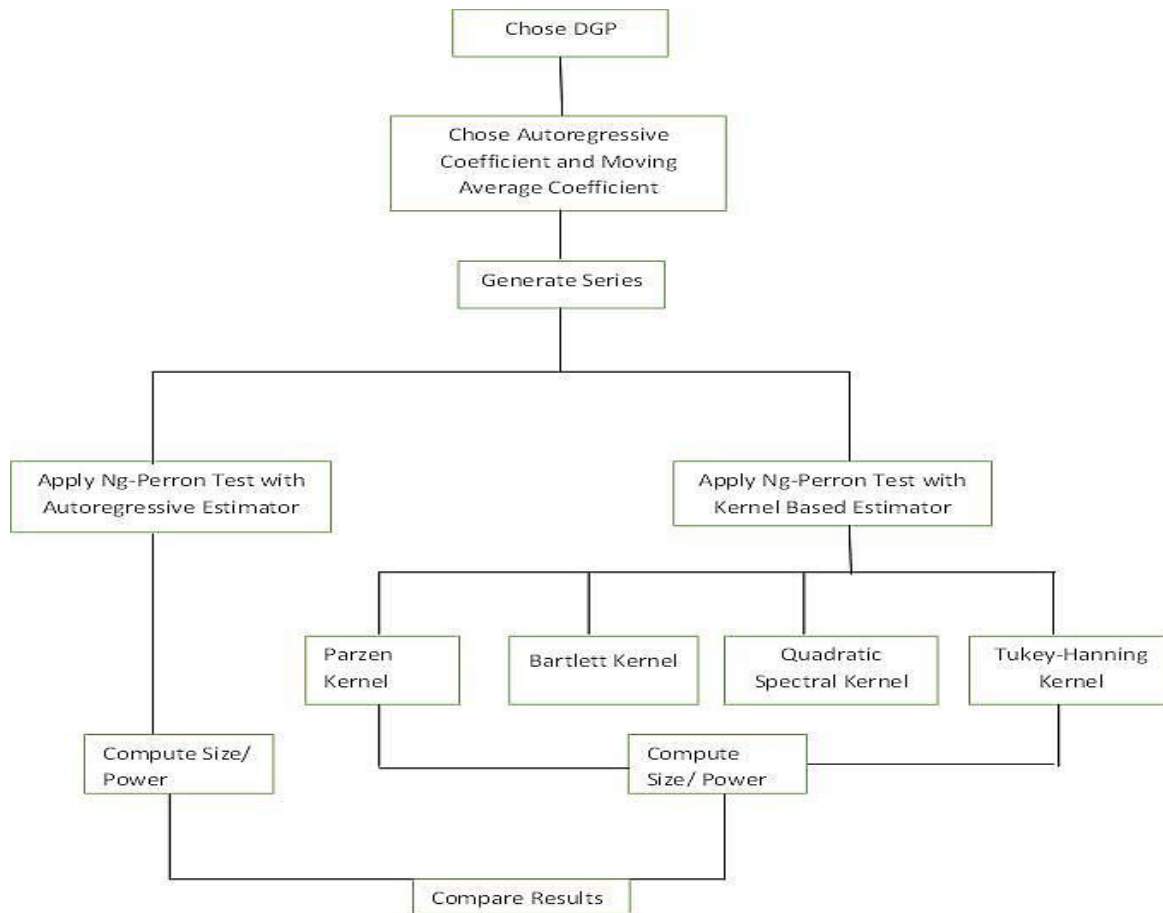 Chose DGP
Chose Autoregressive
Coefficient and Moving
Average Coefficient
Generate Series
Apply Ng-Perron Test with
Autoregressive Estimator
Apply Ng-Perron Test with
Kernel Based Estimator
Parzen
Kernel
Bartlett Kernel
Quadratic
Spectral Kernel
Tukey-Hanning
Kernel
Compute Size/
Power
Compute
Size/ Power
Compare Results